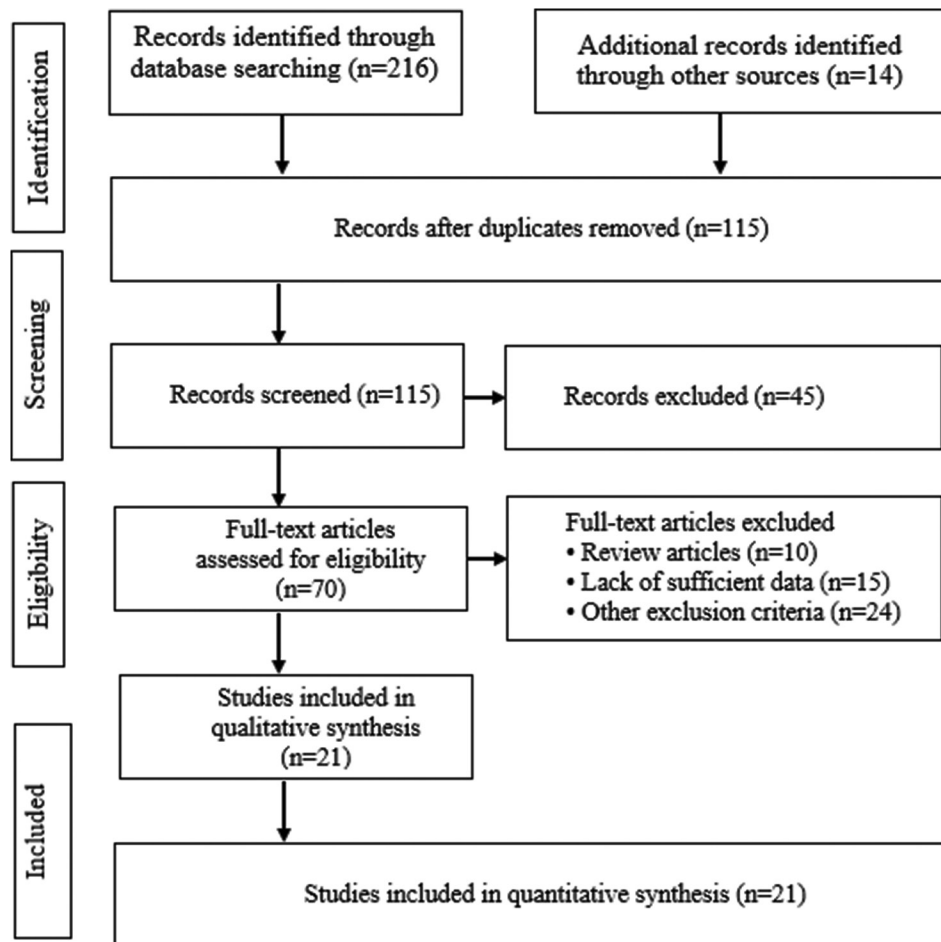 Identification
Records identified through
database searching (n=216)
Additional records identified
through other sources (n=14)
Records after duplicates removed (n=115)
Screening
Records screened (n=115)
Records excluded (n=45)
Eligibility
Full-text articles
assessed for eligibility
(n=70)
Full-text articles excluded
• Review articles (n=10)
• Lack of sufficient data (n=15)
• Other exclusion criteria (n=24)
Included
Studies included in
qualitative synthesis
(n=21)
Studies included in quantitative synthesis (n=21)